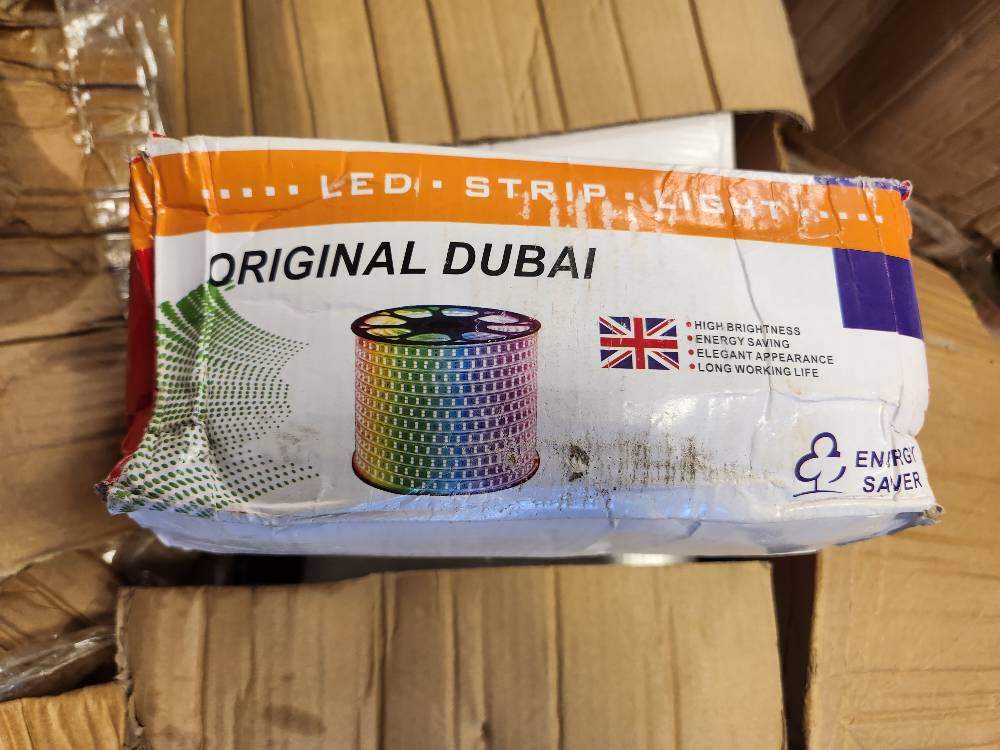 ..... LED · STRIP · LIGHT .....
ORIGINAL DUBAI
• HIGH BRIGHTNESS
• ENERGY SAVING
• ELEGANT APPEARANCE
• LONG WORKING LIFE
ENERGY
SAVER